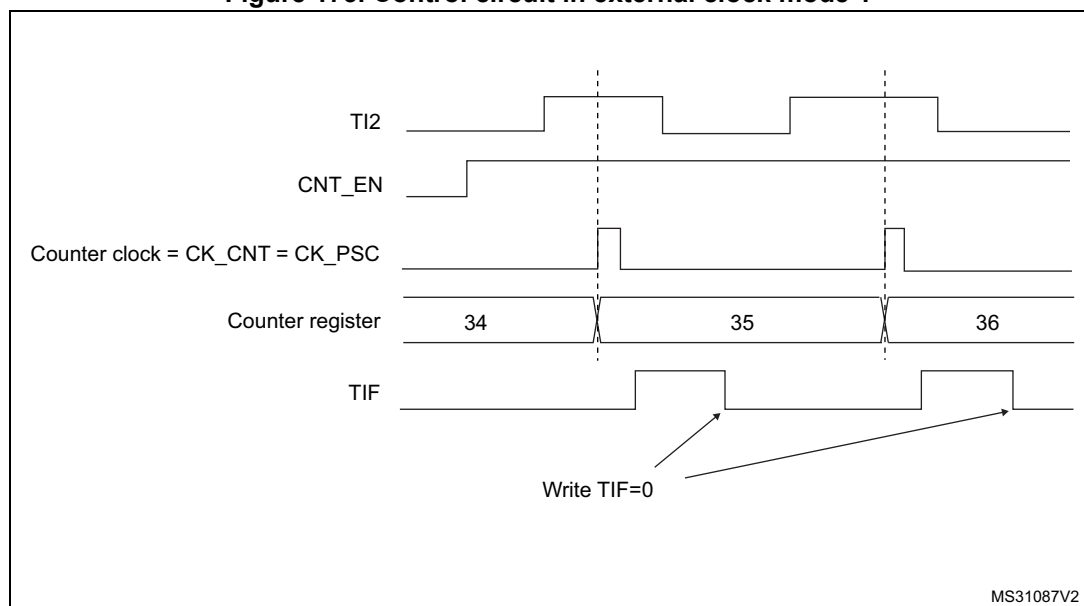 Figure Control circuit in external clock mode 1
TI2
CNT_EN
Counter clock = CK_CNT = CK_PSC
Counter register
34
35
36
TIF
Write TIF=0
MS31087V2